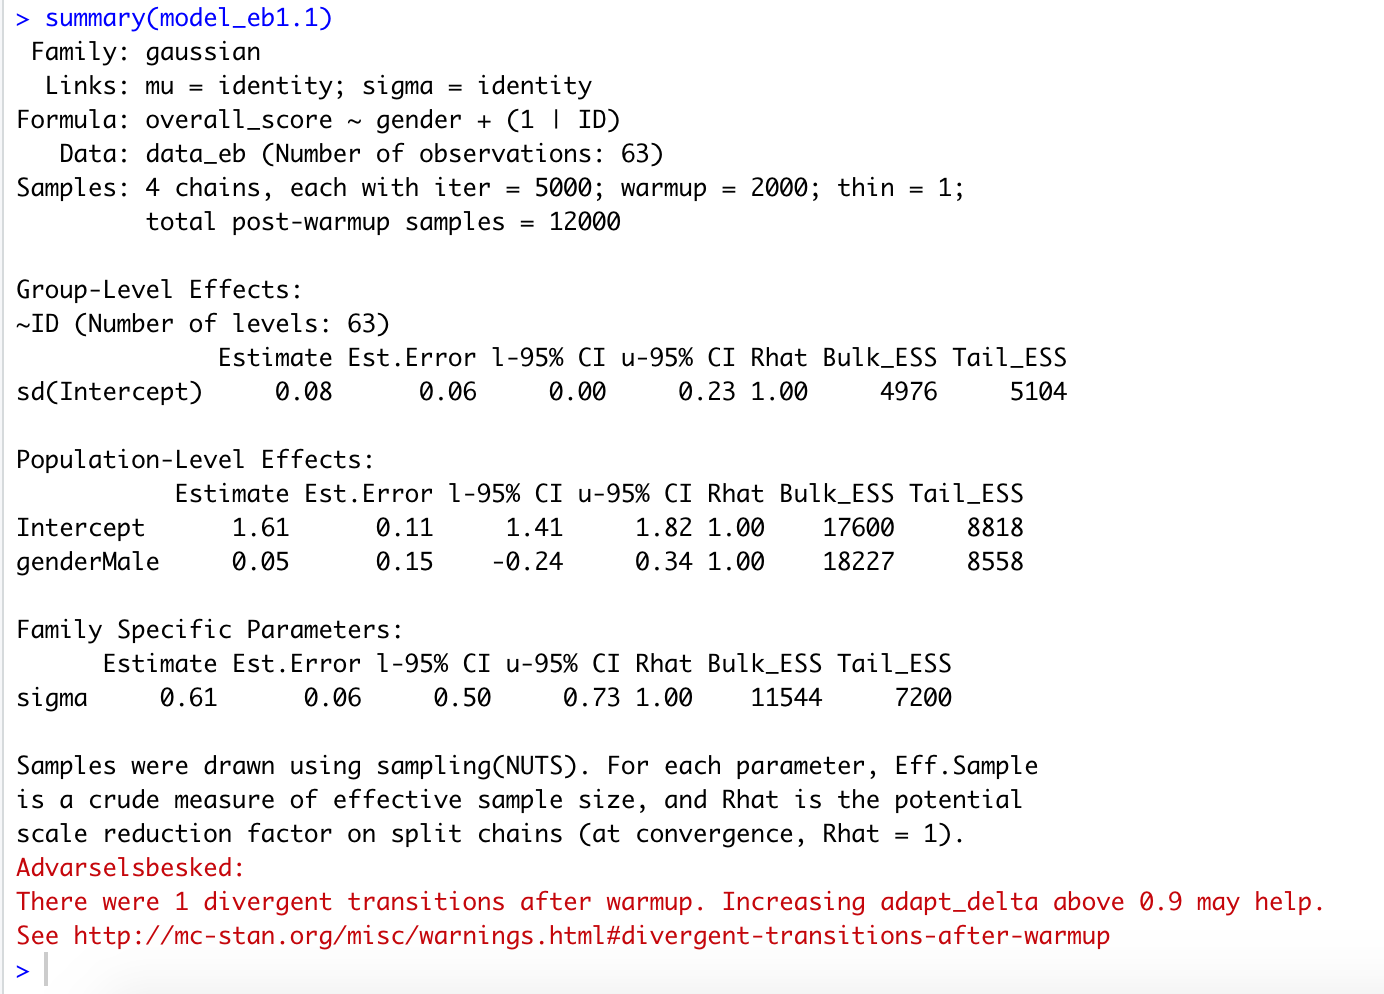 > summary(model_eb1.1)
 Family: gaussian
  Links: mu = identity; sigma = identity
Formula: overall_score ~ gender + (1 | ID)
   Data: data_eb (Number of observations: 63)
Samples: 4 chains, each with iter = 5000; warmup = 2000; thin = 1;
         total post-warmup samples = 12000

Group-Level Effects:
~ID (Number of levels: 63)
              Estimate Est.Error l-95% CI u-95% CI Rhat Bulk_ESS Tail_ESS
sd(Intercept)     0.08      0.06     0.00     0.23 1.00     4976     5104

Population-Level Effects:
           Estimate Est.Error l-95% CI u-95% CI Rhat Bulk_ESS Tail_ESS
Intercept      1.61      0.11     1.41     1.82 1.00    17600     8818
genderMale     0.05      0.15    -0.24     0.34 1.00    18227     8558

Family Specific Parameters:
      Estimate Est.Error l-95% CI u-95% CI Rhat Bulk_ESS Tail_ESS
sigma     0.61      0.06     0.50     0.73 1.00    11544     7200

Samples were drawn using sampling(NUTS). For each parameter, Eff.Sample
is a crude measure of effective sample size, and Rhat is the potential
scale reduction factor on split chains (at convergence, Rhat = 1).
Advarselsbesked:
There were 1 divergent transitions after warmup. Increasing adapt_delta above 0.9 may help.
See http://mc-stan.org/misc/warnings.html#divergent-transitions-after-warmup
>